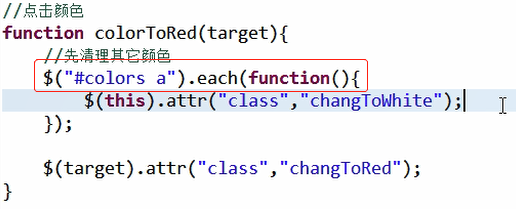 //点击颜色
function colorToRed(target){
//先清理其它颜色
$("#colors a").each(function(){
$(this).attr("class","changToWhite");
});
$(target).attr("class","changToRed");
}